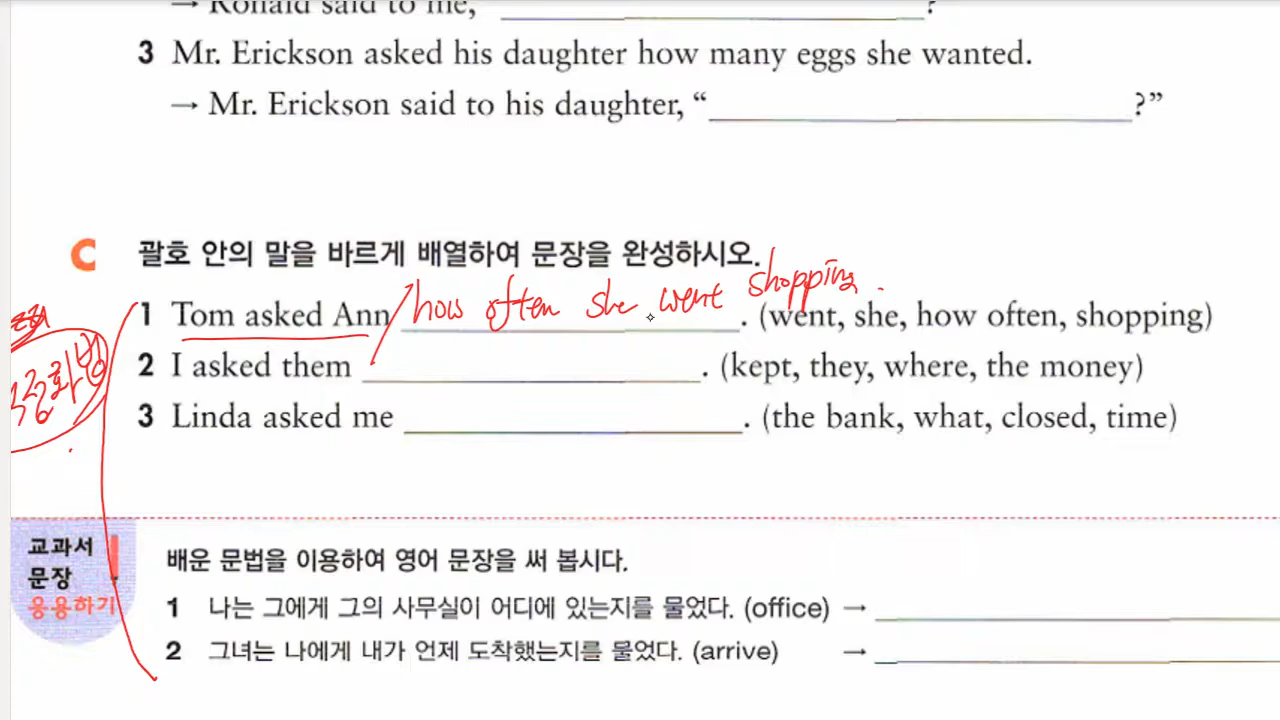 → Ronald said to me, ____________________?
3 Mr. Erickson asked his daughter how many eggs she wanted.
→ Mr. Erickson said to his daughter, “____________________?”
C 괄호 안의 말을 바르게 배열하여 문장을 완성하시오.
how often she went shopping.
1 Tom asked Ann ____________________. (went, she, how often, shopping)
2 I asked them ____________________. (kept, they, where, the money)
3 Linda asked me ____________________. (the bank, what, closed, time)
교과서
문장
응용하기
배운 문법을 이용하여 영어 문장을 써 봅시다.
1 나는 그에게 그의 사무실이 어디에 있는지를 물었다. (office) → ____________________
2 그녀는 나에게 내가 언제 도착했는지를 물었다. (arrive) → ____________________